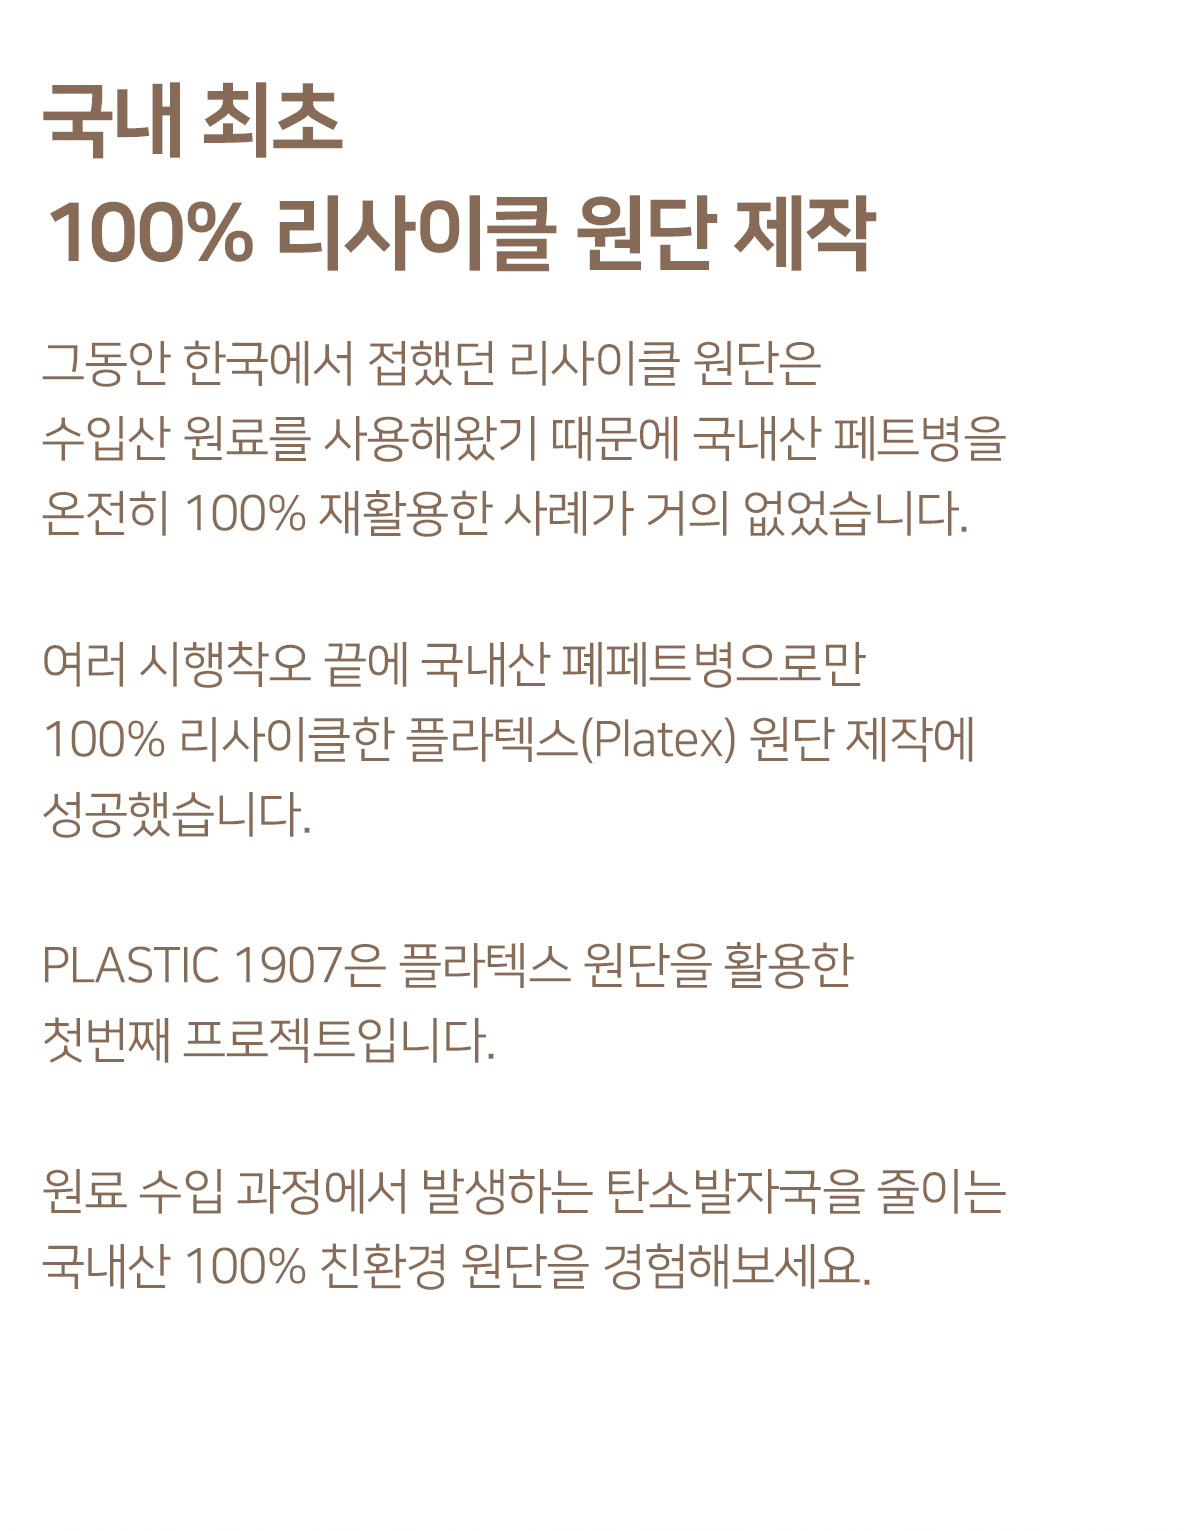 국내 최초
100% 리사이클 원단 제작
그동안 한국에서 접했던 리사이클 원단은
수입산 원료를 사용해왔기 때문에 국내산 페트병을
온전히 100% 재활용한 사례가 거의 없었습니다.
여러 시행착오 끝에 국내산 폐페트병으로만
100% 리사이클한 플라텍스(Platex) 원단 제작에
성공했습니다.
PLASTIC 1907은 플라텍스 원단을 활용한
첫번째 프로젝트입니다.
원료 수입 과정에서 발생하는 탄소발자국을 줄이는
국내산 100% 친환경 원단을 경험해보세요.